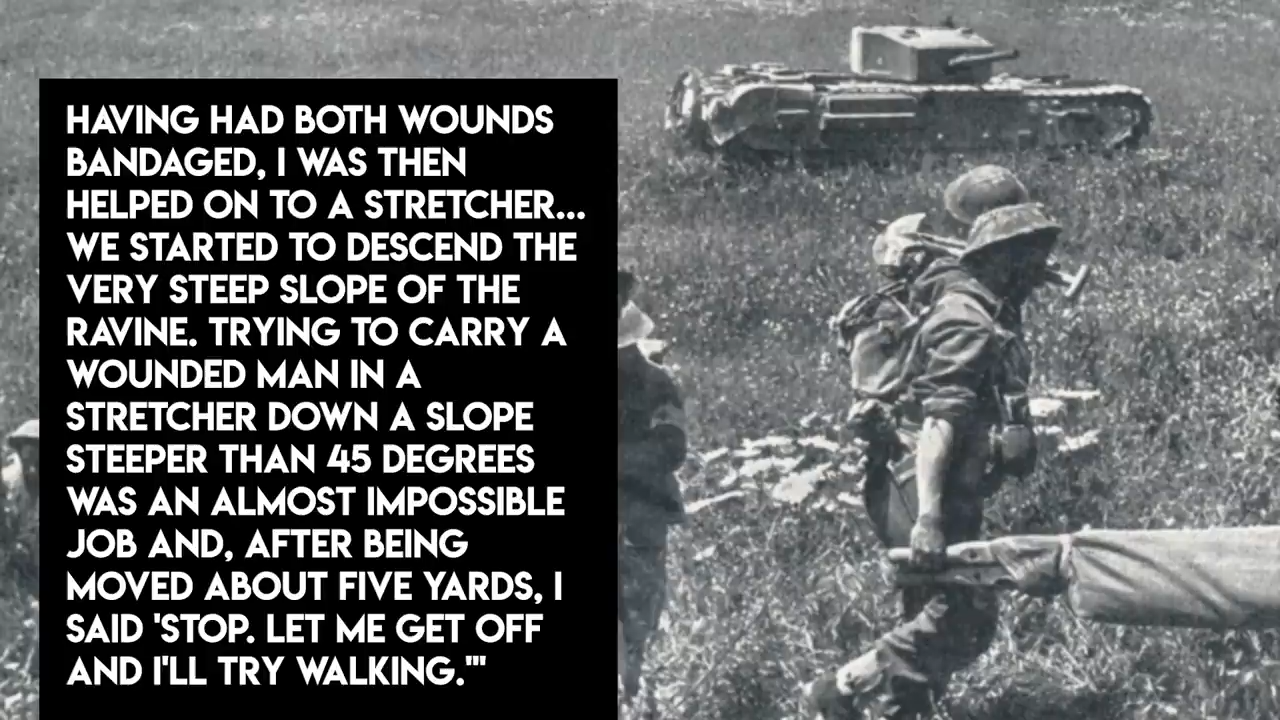 HAVING HAD BOTH WOUNDS
BANDAGED, I WAS THEN
HELPED ON TO A STRETCHER...
WE STARTED TO DESCEND THE
VERY STEEP SLOPE OF THE
RAVINE. TRYING TO CARRY A
WOUNDED MAN IN A
STRETCHER DOWN A SLOPE
STEEPER THAN 45 DEGREES
WAS AN ALMOST IMPOSSIBLE
JOB AND, AFTER BEING
MOVED ABOUT FIVE YARDS, I
SAID 'STOP. LET ME GET OFF
AND I'LL TRY WALKING.'"